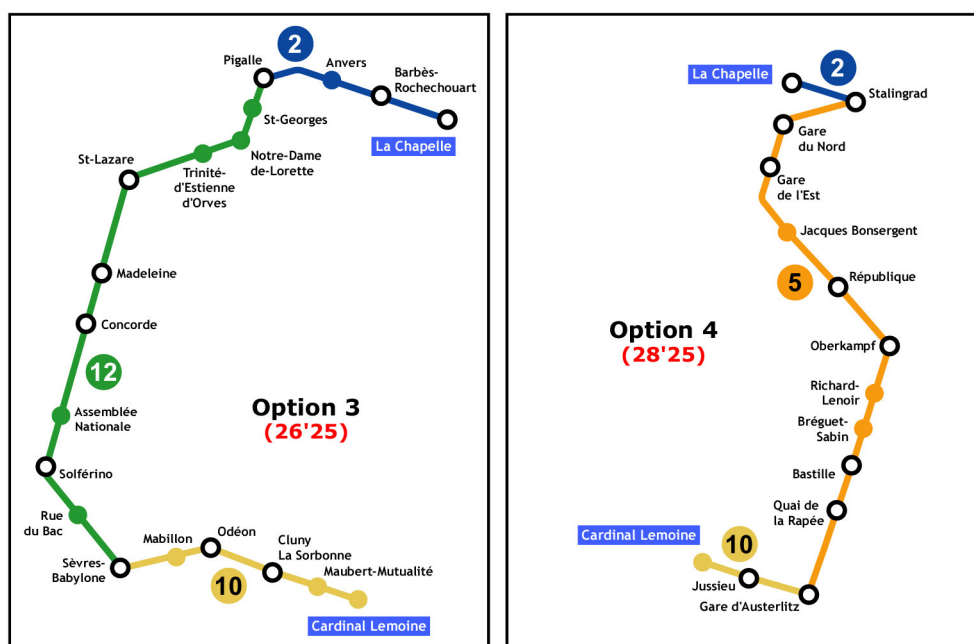 2
Pigalle
Anvers
Barbès-
Rochechouart
St-Georges
La Chapelle
Notre-Dame
de-Lorette
St-Lazare
Trinité-
d'Estienne
d'Orves
Madeleine
Concorde
12
Assemblée
Nationale
Option 3
(26'25)
Solférino
Rue
du Bac
Sèvres-
Babylone
Mabillon
Odéon
Cluny
La Sorbonne
Maubert-Mutualité
10
Cardinal Lemoine
2
La Chapelle
Stalingrad
Gare
du Nord
Gare
de l'Est
Jacques Bonsergent
5
République
Option 4
(28'25)
Oberkampf
Richard-
Lenoir
Bréguet-
Sabin
Bastille
Quai de
la Rapée
Cardinal Lemoine
10
Jussieu
Gare d'Austerlitz